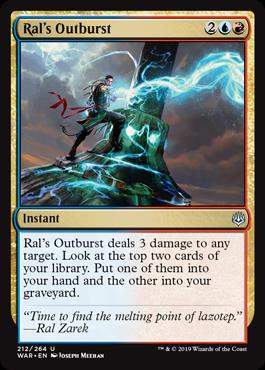 Ral's Outburst 2
Instant
Ral's Outburst deals 3 damage to any
target. Look at the top two cards of
your library. Put one of them into
your hand and the other into your
graveyard.
"Time to find the melting point of lazotep."
—Ral Zarek
212/264 U
WAR • EN Joseph Meehan
™ & © 2019 Wizards of the Coast